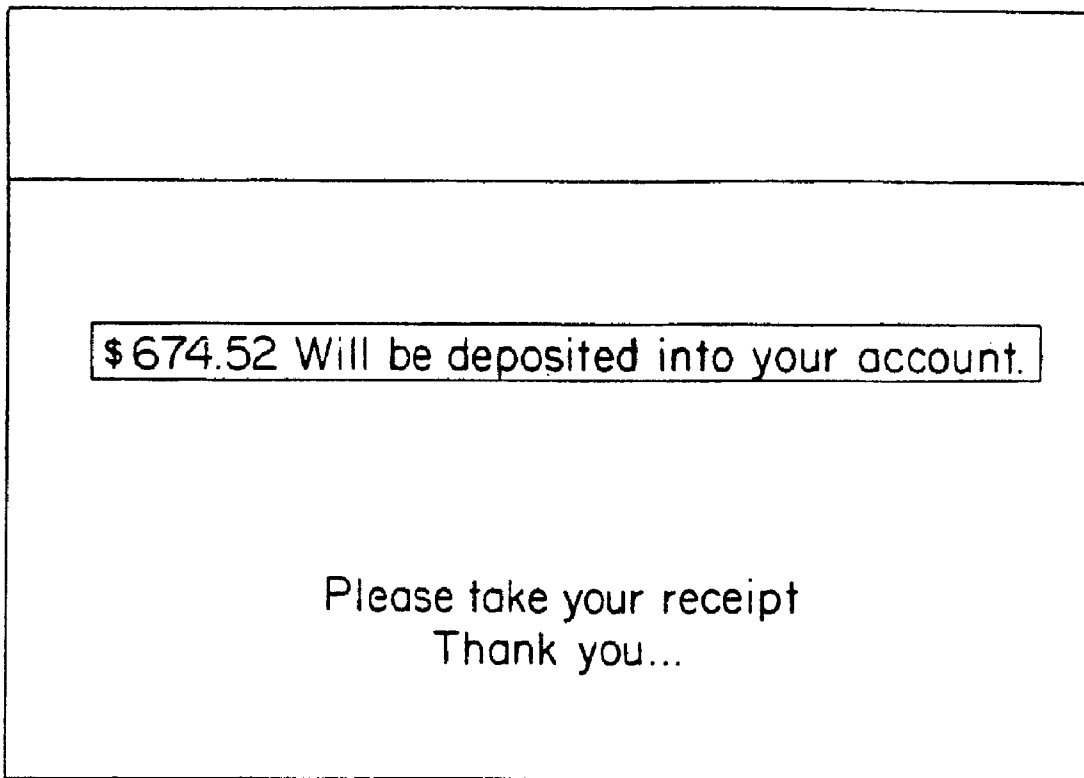 $674.52 Will be deposited into your account.
Please take your receipt
Thank you...